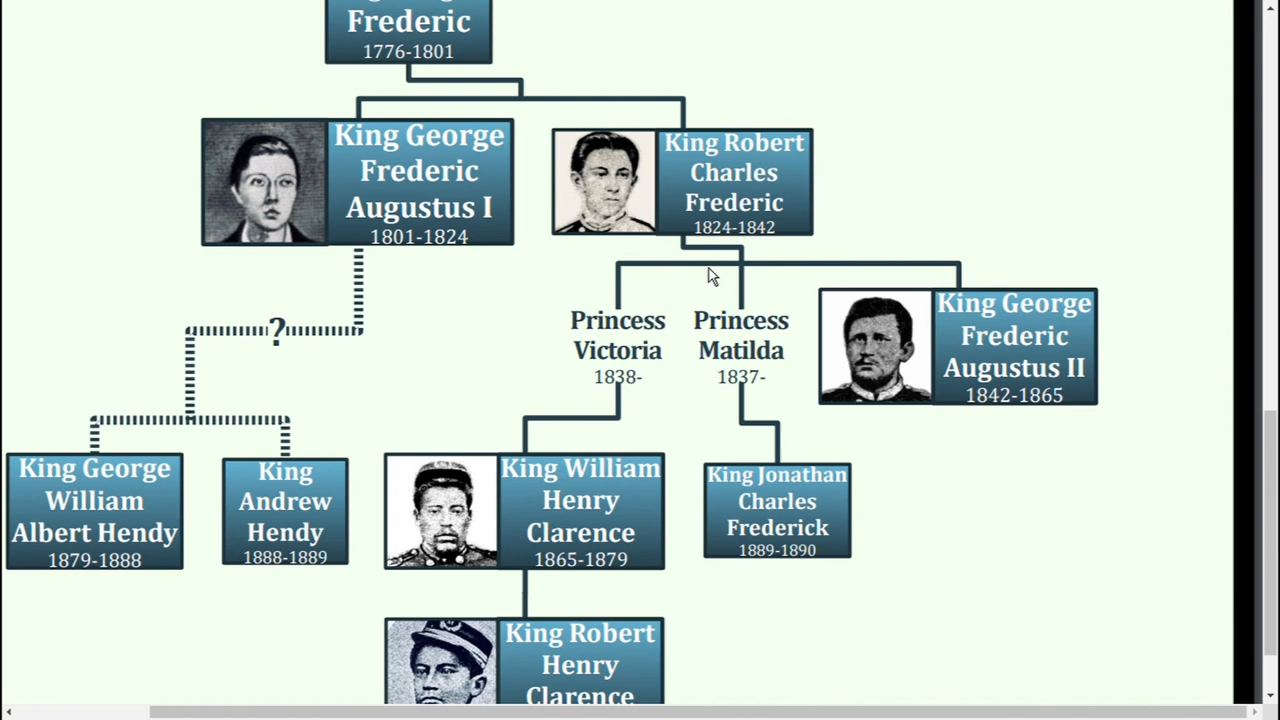 Frederic
1776-1801
King George
Frederic
Augustus I
1801-1824
King Robert
Charles
Frederic
1824-1842
?
Princess
Victoria
1838-
Princess
Matilda
1837-
King George
Frederic
Augustus II
1842-1865
King George
William
Albert Hendy
1879-1888
King
Andrew
Hendy
1888-1889
King William
Henry
Clarence
1865-1879
King Jonathan
Charles
Frederick
1889-1890
King Robert
Henry
Clarence